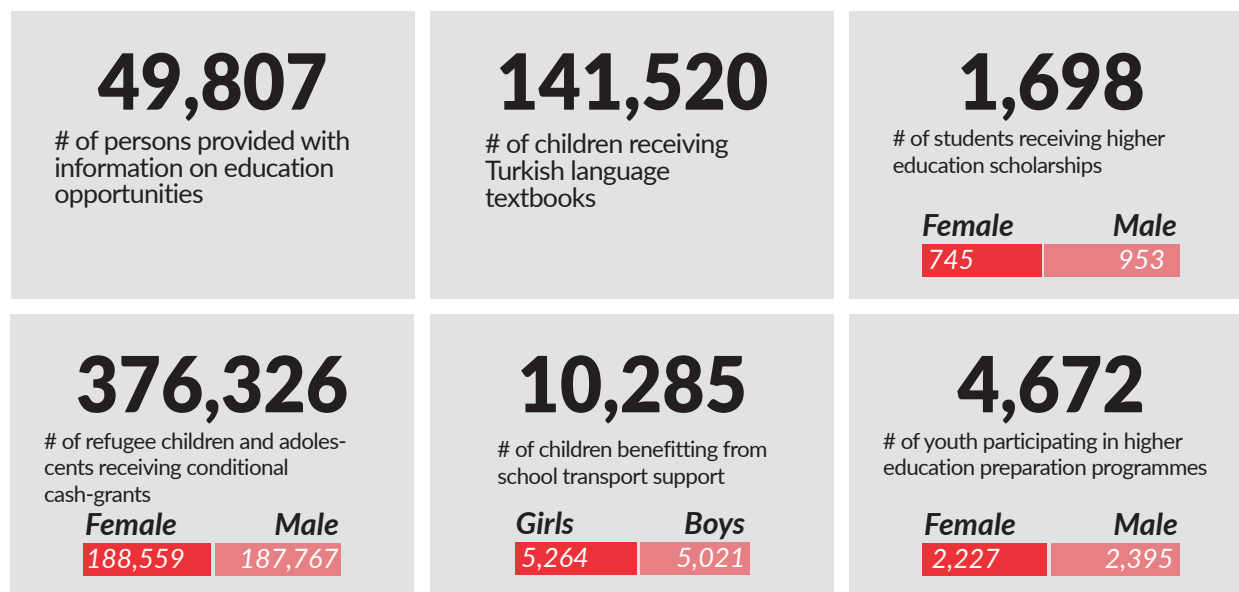 49,807
# of persons provided with
information on education
opportunities
141,520
# of children receiving
Turkish language
textbooks
1,698
# of students receiving higher
education scholarships
Female Male
745 953
376,326
# of refugee children and adoles-
cents receiving conditional
cash-grants
Female Male
188,559 187,767
10,285
# of children benefitting from
school transport support
Girls Boys
5,264 5,021
4,672
# of youth participating in higher
education preparation programmes
Female Male
2,227 2,395